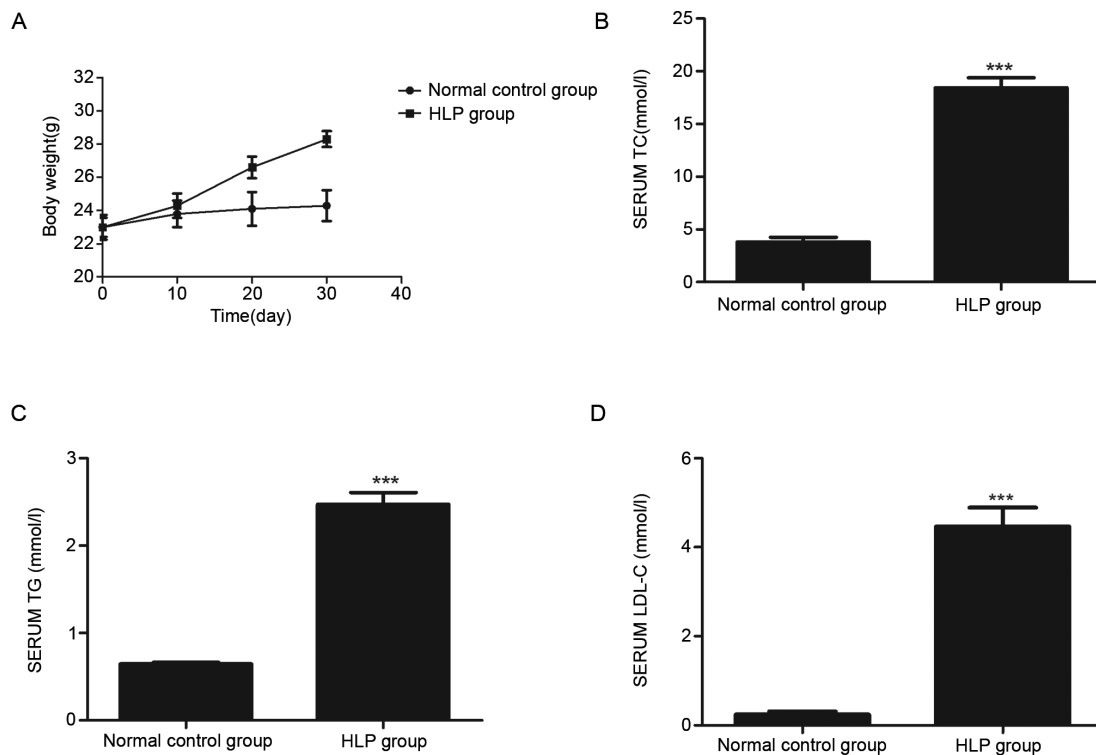 A
Body weight(g)
32
30
28
26
24
22
20
0
10
20
30
40
Time(day)
Normal control group
HLP group
B
SERUM TC(mmol/l)
25
20
15
10
5
0
***
Normal control group
HLP group
C
SERUM TG (mmol/l)
3
2
1
0
***
Normal control group
HLP group
D
SERUM LDL-C (mmol/l)
6
4
2
0
***
Normal control group
HLP group